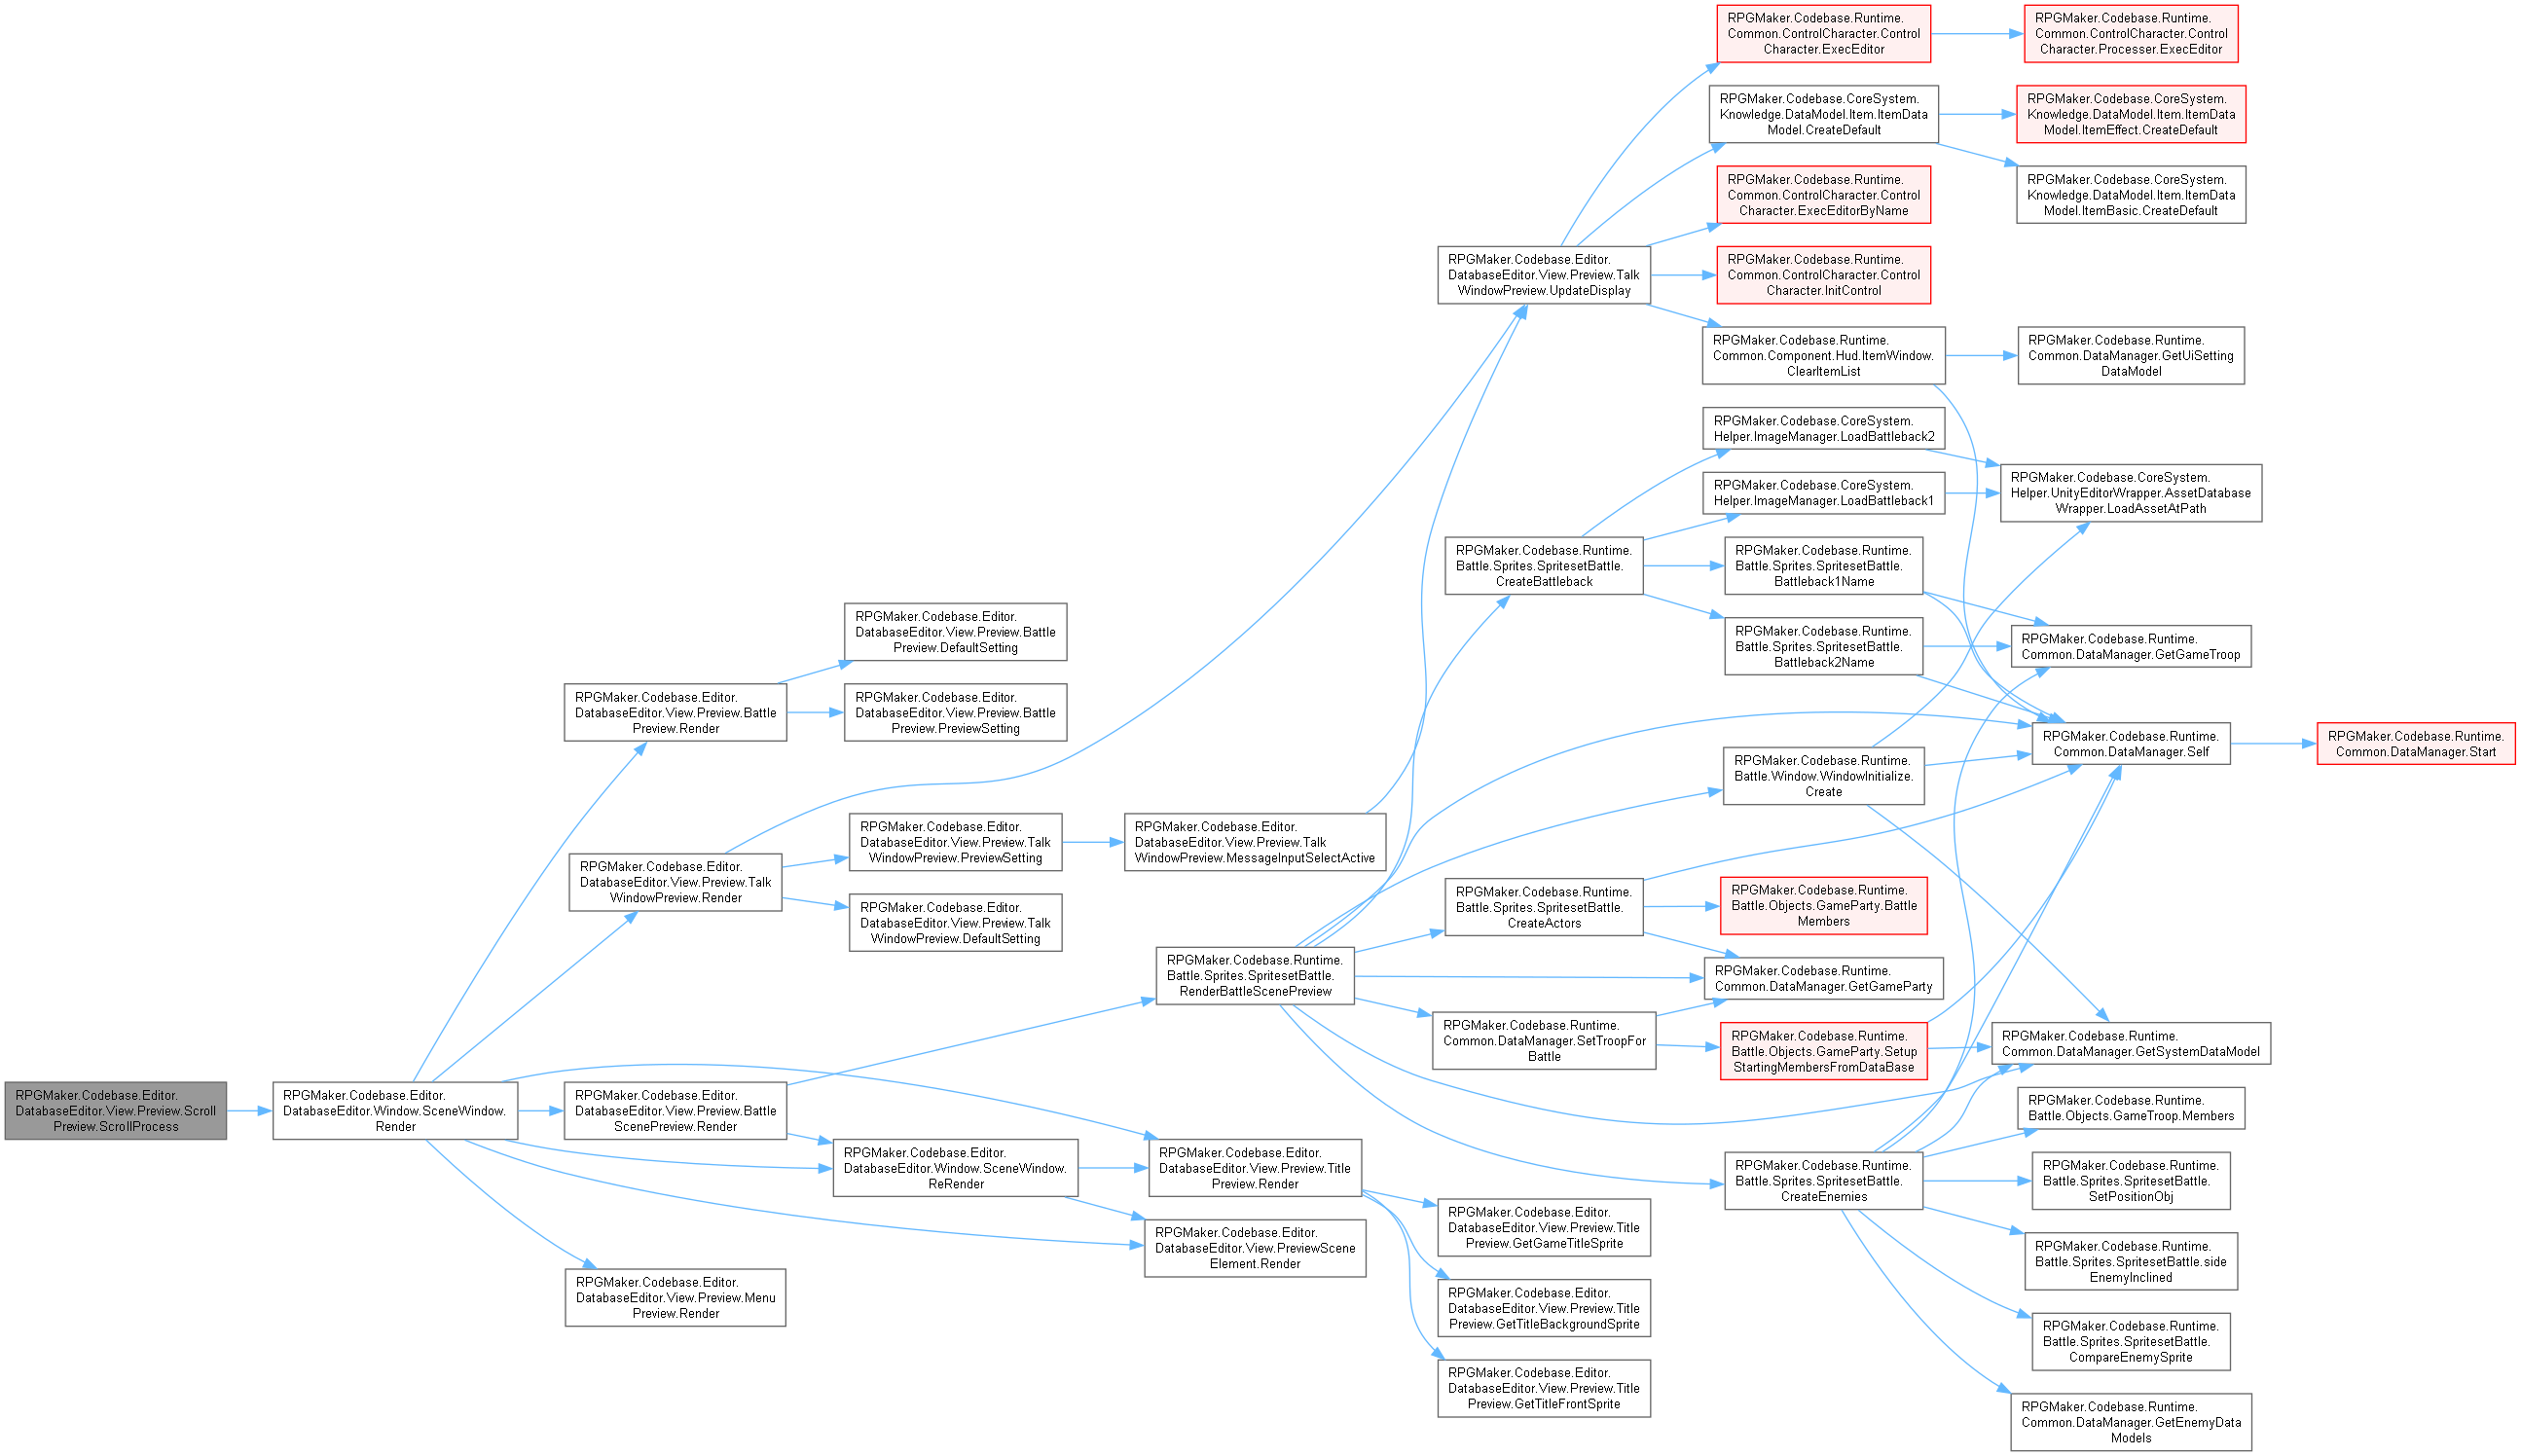 RPGMaker.Codebase.Editor.
DatabaseEditor.View.Preview.Scroll
Preview.ScrollProcess
RPGMaker.Codebase.Editor.
DatabaseEditor.Window.SceneWindow.
Render
RPGMaker.Codebase.Editor.
DatabaseEditor.View.Preview.Battle
Preview.Render
RPGMaker.Codebase.Editor.
DatabaseEditor.View.Preview.Talk
WindowPreview.Render
RPGMaker.Codebase.Editor.
DatabaseEditor.View.Preview.Battle
ScenePreview.Render
RPGMaker.Codebase.Editor.
DatabaseEditor.View.Preview.Menu
Preview.Render
RPGMaker.Codebase.Editor.
DatabaseEditor.View.Preview.Battle
Preview.DefaultSetting
RPGMaker.Codebase.Editor.
DatabaseEditor.View.Preview.Battle
Preview.PreviewSetting
RPGMaker.Codebase.Editor.
DatabaseEditor.View.Preview.Talk
WindowPreview.PreviewSetting
RPGMaker.Codebase.Editor.
DatabaseEditor.View.Preview.Talk
WindowPreview.DefaultSetting
RPGMaker.Codebase.Editor.
DatabaseEditor.Window.SceneWindow.
ReRender
RPGMaker.Codebase.Editor.
DatabaseEditor.View.Preview.Talk
WindowPreview.MessageInputSelectActive
RPGMaker.Codebase.Runtime.
Battle.Sprites.SpritesetBattle.
RenderBattleScenePreview
RPGMaker.Codebase.Editor.
DatabaseEditor.View.Preview.Title
Preview.Render
RPGMaker.Codebase.Editor.
DatabaseEditor.View.PreviewScene
Element.Render
RPGMaker.Codebase.Editor.
DatabaseEditor.View.Preview.Talk
WindowPreview.UpdateDisplay
RPGMaker.Codebase.Runtime.
Battle.Sprites.SpritesetBattle.
CreateBattleback
RPGMaker.Codebase.Runtime.
Battle.Sprites.SpritesetBattle.
CreateActors
RPGMaker.Codebase.Runtime.
Common.DataManager.SetTroopFor
Battle
RPGMaker.Codebase.Editor.
DatabaseEditor.View.Preview.Title
Preview.GetGameTitleSprite
RPGMaker.Codebase.Editor.
DatabaseEditor.View.Preview.Title
Preview.GetTitleBackgroundSprite
RPGMaker.Codebase.Editor.
DatabaseEditor.View.Preview.Title
Preview.GetTitleFrontSprite
RPGMaker.Codebase.Runtime.
Common.ControlCharacter.Control
Character.ExecEditor
RPGMaker.Codebase.CoreSystem.
Knowledge.DataModel.Item.ItemData
Model.CreateDefault
RPGMaker.Codebase.Runtime.
Common.ControlCharacter.Control
Character.ExecEditorByName
RPGMaker.Codebase.Runtime.
Common.ControlCharacter.Control
Character.InitControl
RPGMaker.Codebase.Runtime.
Common.Component.Hud.ItemWindow.
ClearItemList
RPGMaker.Codebase.CoreSystem.
Helper.ImageManager.LoadBattleback2
RPGMaker.Codebase.CoreSystem.
Helper.ImageManager.LoadBattleback1
RPGMaker.Codebase.Runtime.
Battle.Sprites.SpritesetBattle.
Battleback1Name
RPGMaker.Codebase.Runtime.
Battle.Sprites.SpritesetBattle.
Battleback2Name
RPGMaker.Codebase.Runtime.
Battle.Window.WindowInitialize.
Create
RPGMaker.Codebase.Runtime.
Battle.Objects.GameParty.Battle
Members
RPGMaker.Codebase.Runtime.
Common.DataManager.GetGameParty
RPGMaker.Codebase.Runtime.
Battle.Objects.GameParty.Setup
StartingMembersFromDataBase
RPGMaker.Codebase.Runtime.
Battle.Sprites.SpritesetBattle.
CreateEnemies
RPGMaker.Codebase.Runtime.
Common.ControlCharacter.Control
Character.Processer.ExecEditor
RPGMaker.Codebase.CoreSystem.
Knowledge.DataModel.Item.ItemData
Model.ItemEffect.CreateDefault
RPGMaker.Codebase.CoreSystem.
Knowledge.DataModel.Item.ItemData
Model.ItemBasic.CreateDefault
RPGMaker.Codebase.Runtime.
Common.DataManager.GetUiSetting
DataModel
RPGMaker.Codebase.CoreSystem.
Helper.UnityEditorWrapper.AssetDatabase
Wrapper.LoadAssetAtPath
RPGMaker.Codebase.Runtime.
Common.DataManager.GetGameTroop
RPGMaker.Codebase.Runtime.
Common.DataManager.Self
RPGMaker.Codebase.Runtime.
Common.DataManager.GetSystemDataModel
RPGMaker.Codebase.Runtime.
Battle.Objects.GameTroop.Members
RPGMaker.Codebase.Runtime.
Battle.Sprites.SpritesetBattle.
SetPositionObj
RPGMaker.Codebase.Runtime.
Battle.Sprites.SpritesetBattle.side
EnemyInclined
RPGMaker.Codebase.Runtime.
Battle.Sprites.SpritesetBattle.
CompareEnemySprite
RPGMaker.Codebase.Runtime.
Common.DataManager.GetEnemyData
Models
RPGMaker.Codebase.Runtime.
Common.DataManager.Start